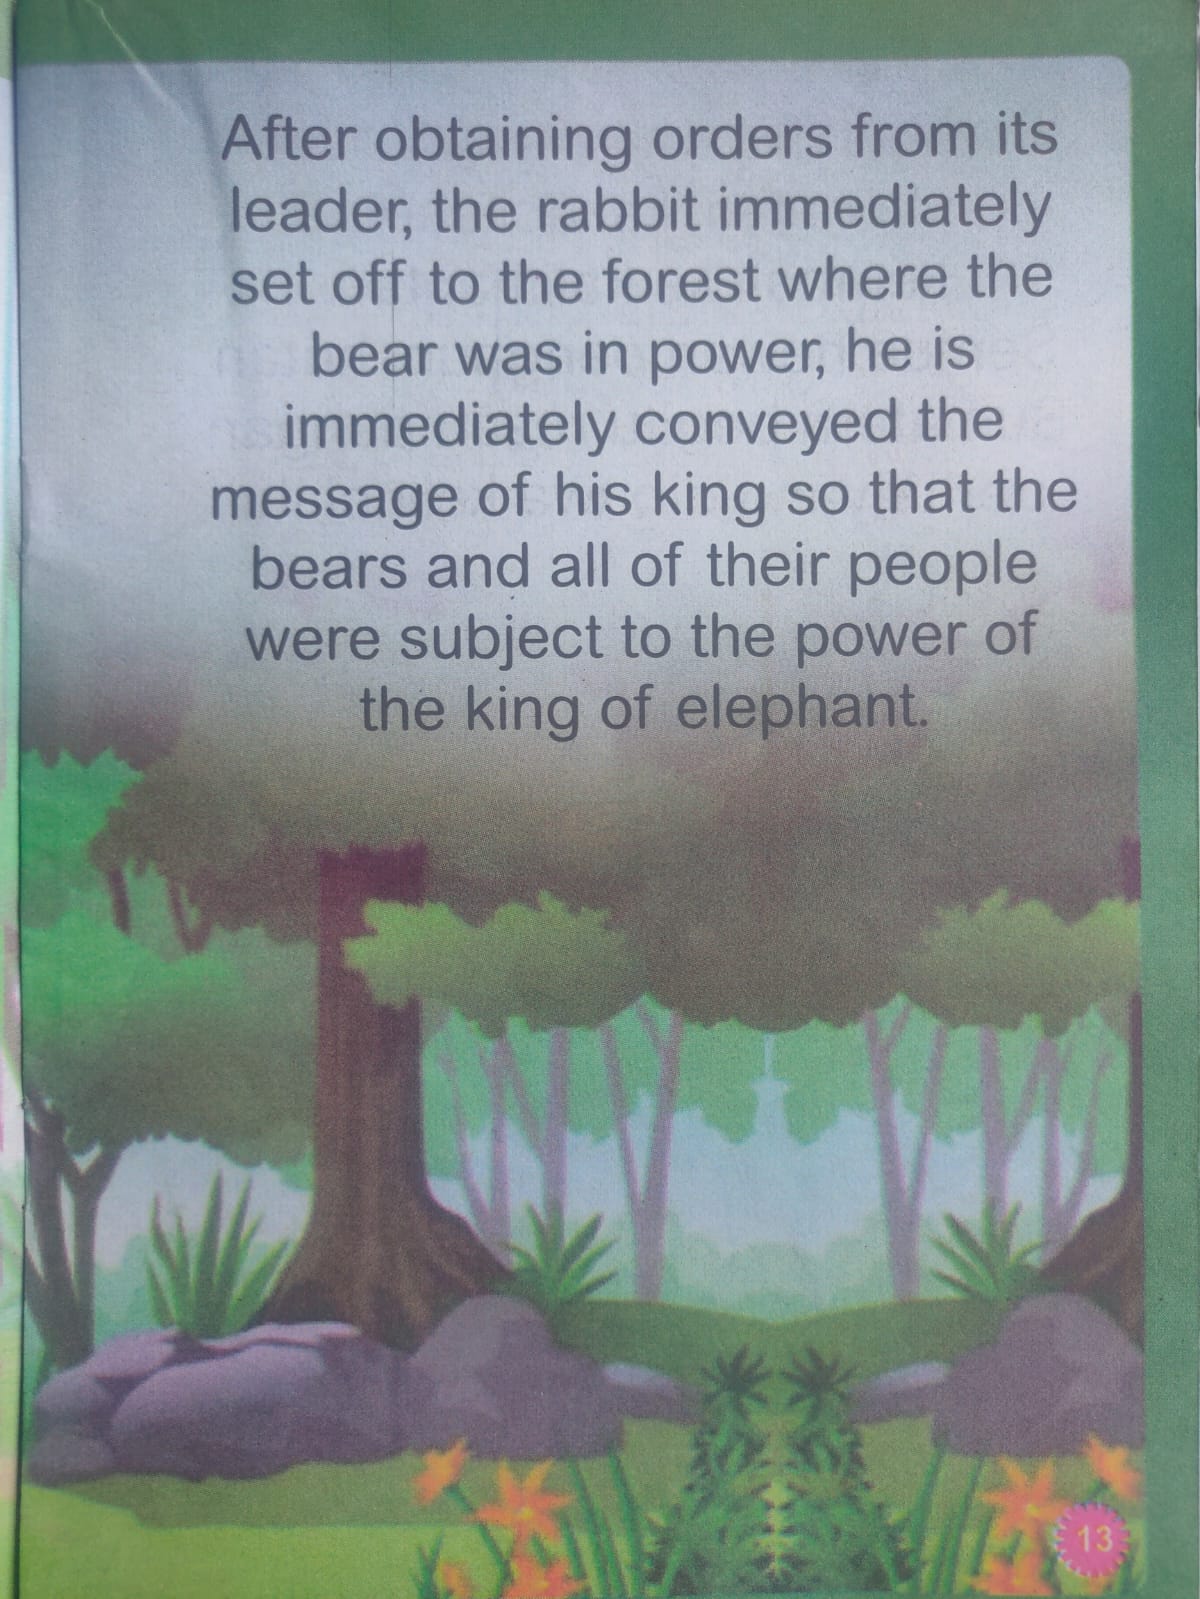 After obtaining orders from its
leader, the rabbit immediately
set off to the forest where the
bear was in power, he is
immediately conveyed the
message of his king so that the
bears and all of their people
were subject to the power of
the king of elephant.
13